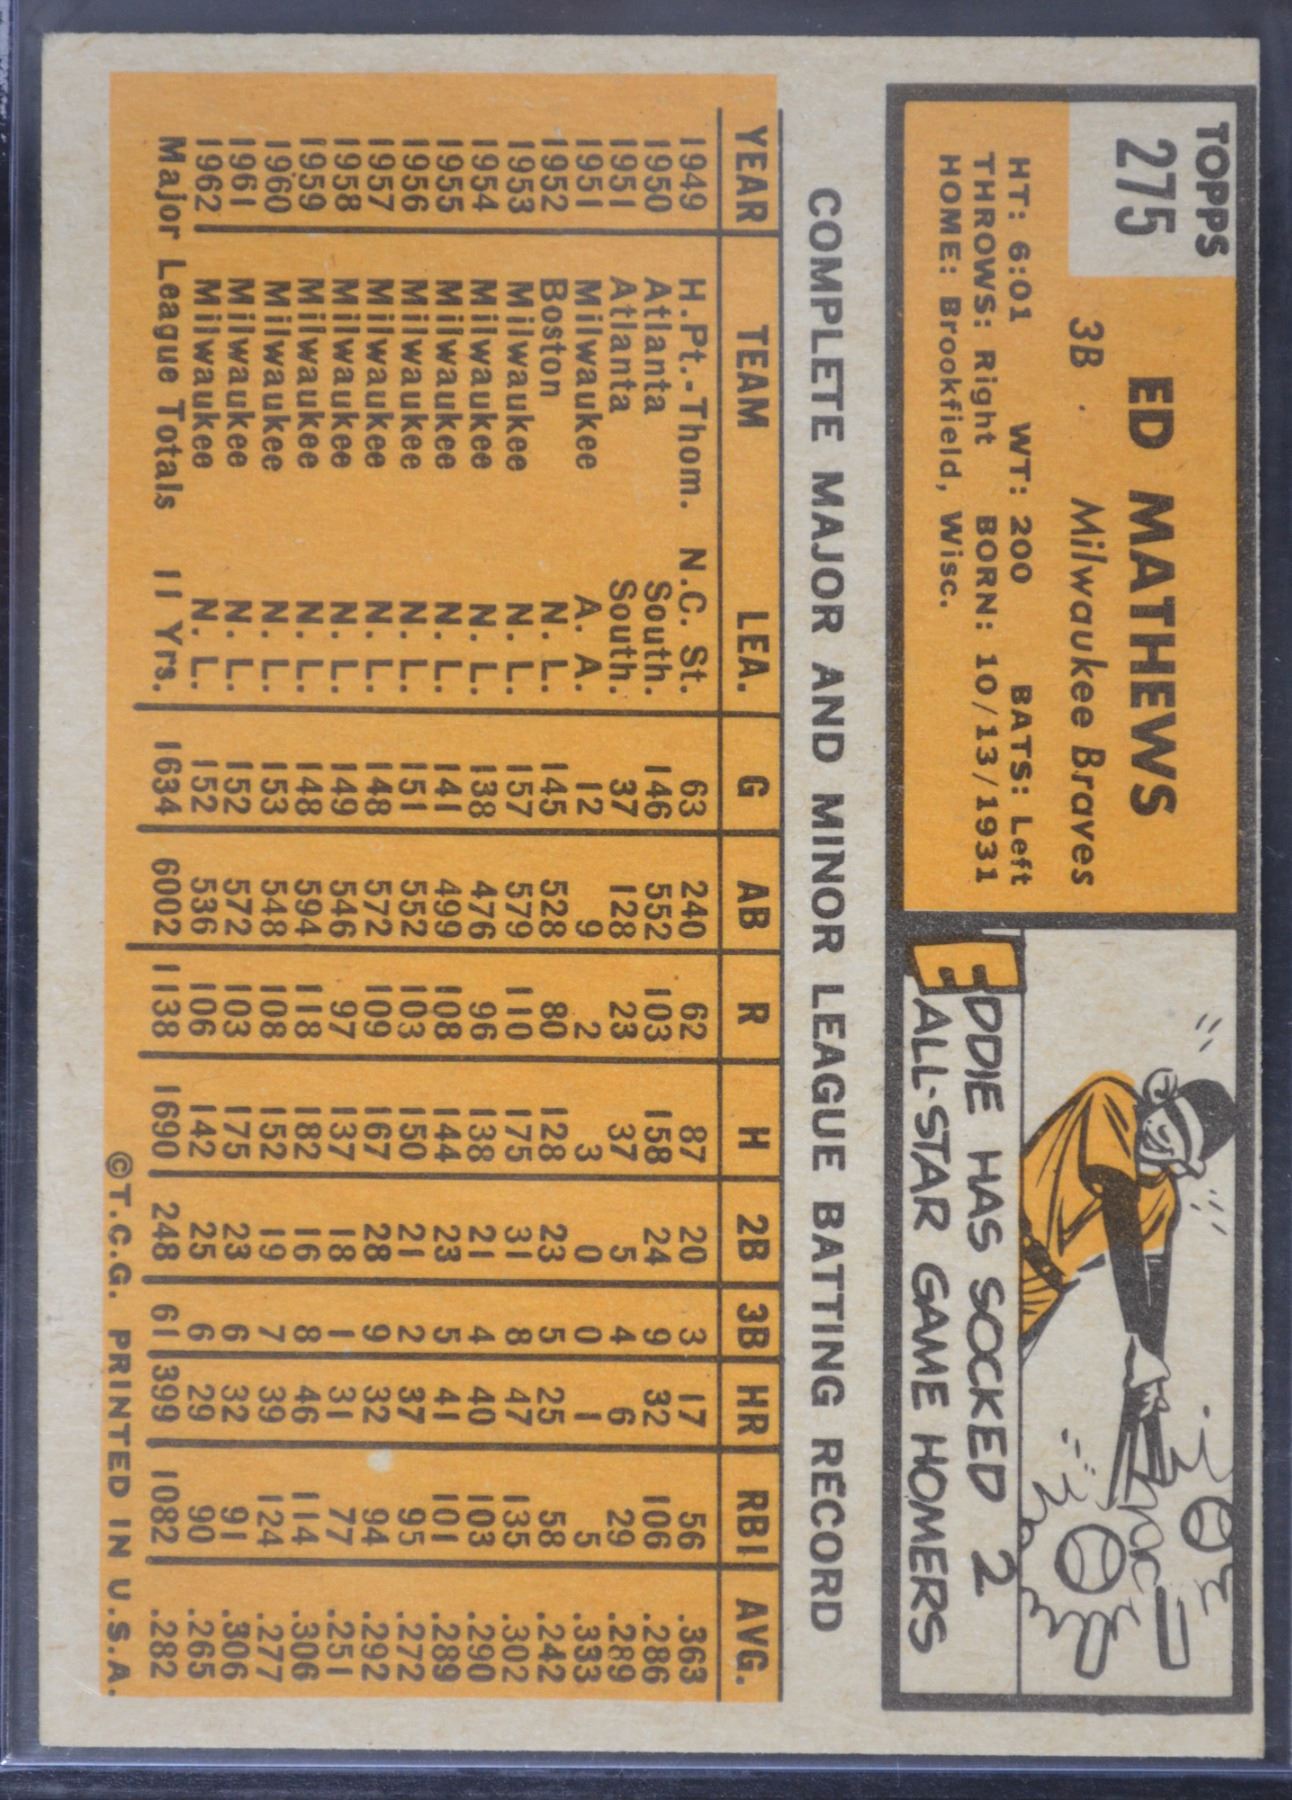 TOPPS
275
ED MATHEWS
3B Milwaukee Braves
HT: 6:01 WT: 200 BATS: Left
THROWS: Right BORN: 10/13/1931
HOME: Brookfield, Wisc.
EDDIE HAS SOCKED 2
ALL-STAR GAME HOMERS
COMPLETE MAJOR AND MINOR LEAGUE BATTING RECORD
YEAR TEAM LEA. G AB R H 2B 3B HR RBI AVG.
1949 H.Pt.-Thom. N.C. St. 63 240 62 87 20 3 17 56 .363
1950 Atlanta South. 146 552 103 158 24 9 32 106 .286
1951 Atlanta South. 37 128 23 37 5 4 6 29 .289
1951 Milwaukee A. A. 12 9 2 3 0 0 1 5 .333
1952 Boston N. L. 145 528 80 128 23 5 25 58 .242
1953 Milwaukee N. L. 157 579 110 175 31 8 47 135 .302
1954 Milwaukee N. L. 138 476 96 138 21 4 40 103 .290
1955 Milwaukee N. L. 141 499 108 144 23 5 41 101 .289
1956 Milwaukee N. L. 151 552 103 150 21 2 37 95 .272
1957 Milwaukee N. L. 148 572 109 167 28 9 32 94 .292
1958 Milwaukee N. L. 149 546 97 137 18 1 31 77 .251
1959 Milwaukee N. L. 148 594 118 182 16 8 46 114 .306
1960 Milwaukee N. L. 153 548 108 152 19 7 39 124 .277
1961 Milwaukee N. L. 152 572 103 175 23 6 32 91 .306
1962 Milwaukee N. L. 152 536 106 142 25 6 29 90 .265
Major League Totals 11 Yrs. 1634 6002 1138 1690 248 61 399 1082 .282
©T.C.G. PRINTED IN U.S.A.